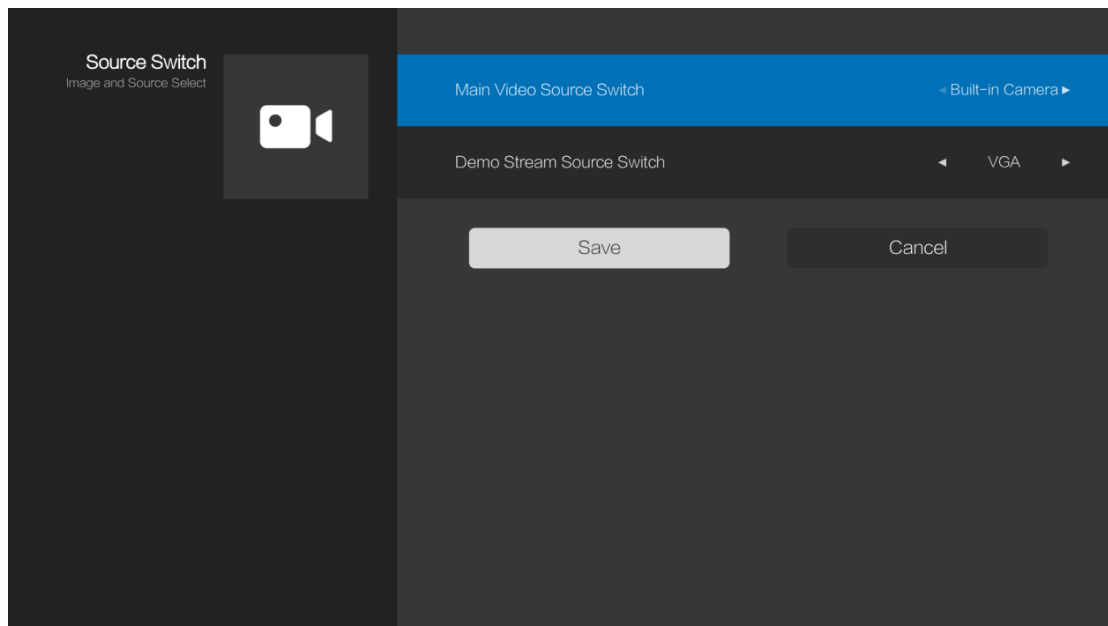 Source Switch
Image and Source Select
Main Video Source Switch ◀ Built-in Camera ▶
Demo Stream Source Switch ◀ VGA ▶
Save Cancel